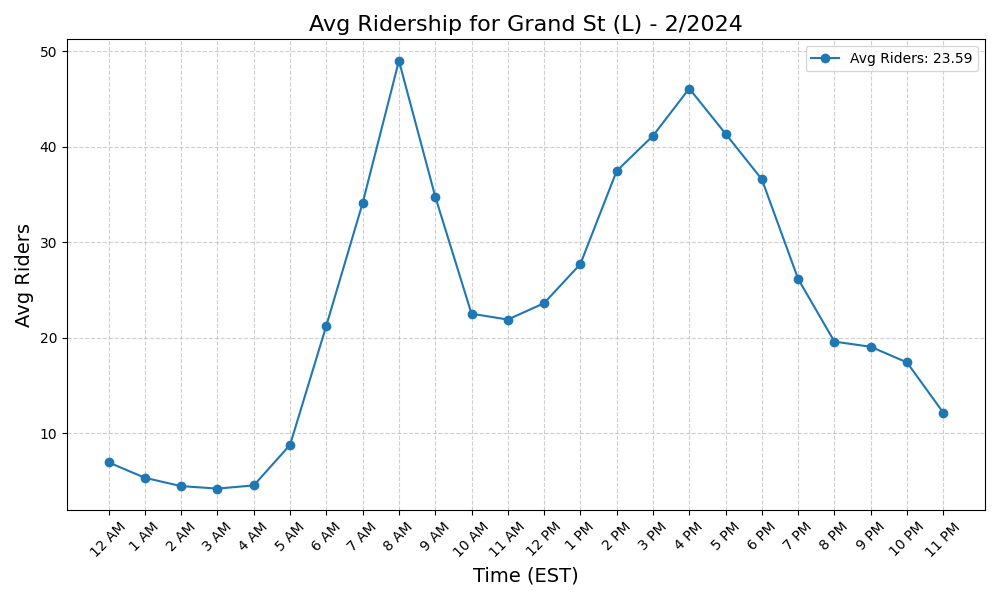 Avg Ridership for Grand St (L) - 2/2024
Avg Riders: 23.59
Avg Riders
50
40
30
20
10
12 AM
1 AM
2 AM
3 AM
4 AM
5 AM
6 AM
7 AM
8 AM
9 AM
10 AM
11 AM
12 PM
1 PM
2 PM
3 PM
4 PM
5 PM
6 PM
7 PM
8 PM
9 PM
10 PM
11 PM
Time (EST)